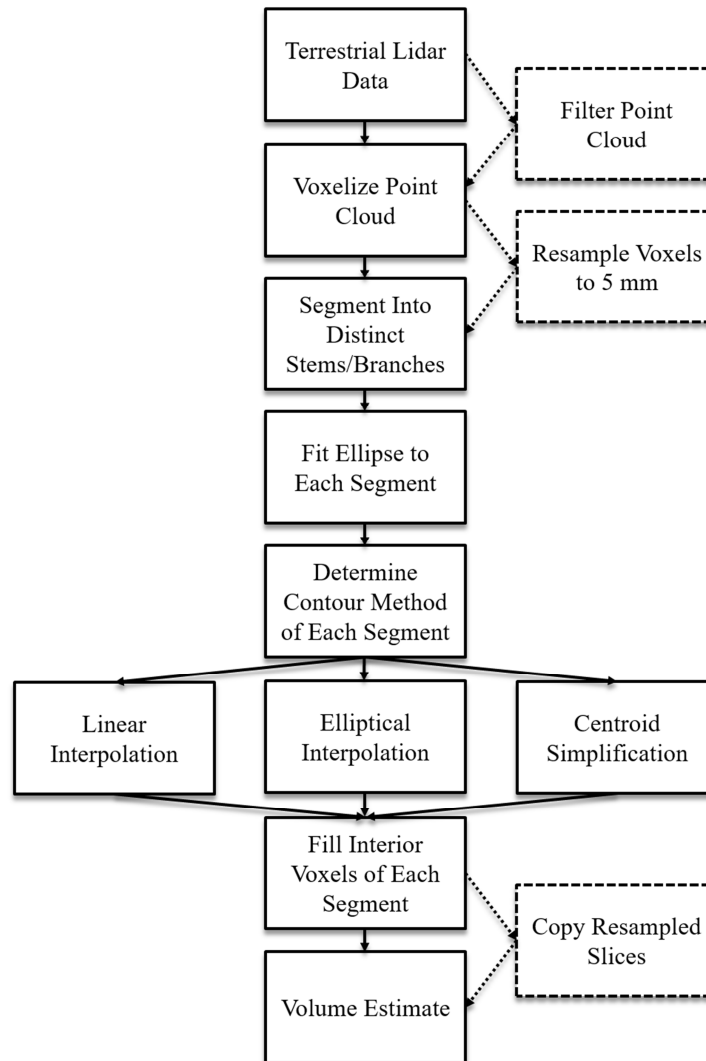 Terrestrial Lidar
Data
Filter Point
Cloud
Voxelize Point
Cloud
Resample Voxels
to 5 mm
Segment Into
Distinct
Stems/Branches
Fit Ellipse to
Each Segment
Determine
Contour Method
of Each Segment
Linear
Interpolation
Elliptical
Interpolation
Centroid
Simplification
Fill Interior
Voxels of Each
Segment
Copy Resampled
Slices
Volume Estimate